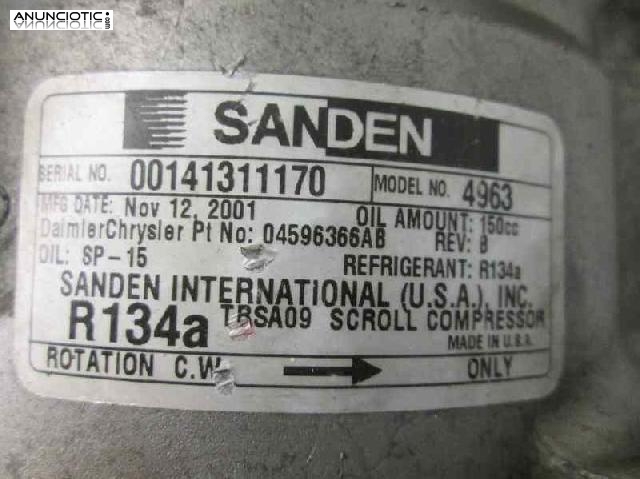 ANUNCIOTIC
.com
SANDEN
SERIAL NO. 00141311170 MODEL NO. 4963
MFG DATE: Nov 12, 2001 OIL AMOUNT: 150cc
DaimlerChrysler Pt No: 04596366AB REV: B
OIL: SP-15 REFRIGERANT: R134a
SANDEN INTERNATIONAL (U.S.A.), INC.
R134a TRSA09 SCROLL COMPRESSOR
MADE IN U.S.A.
ROTATION C.W. ONLY